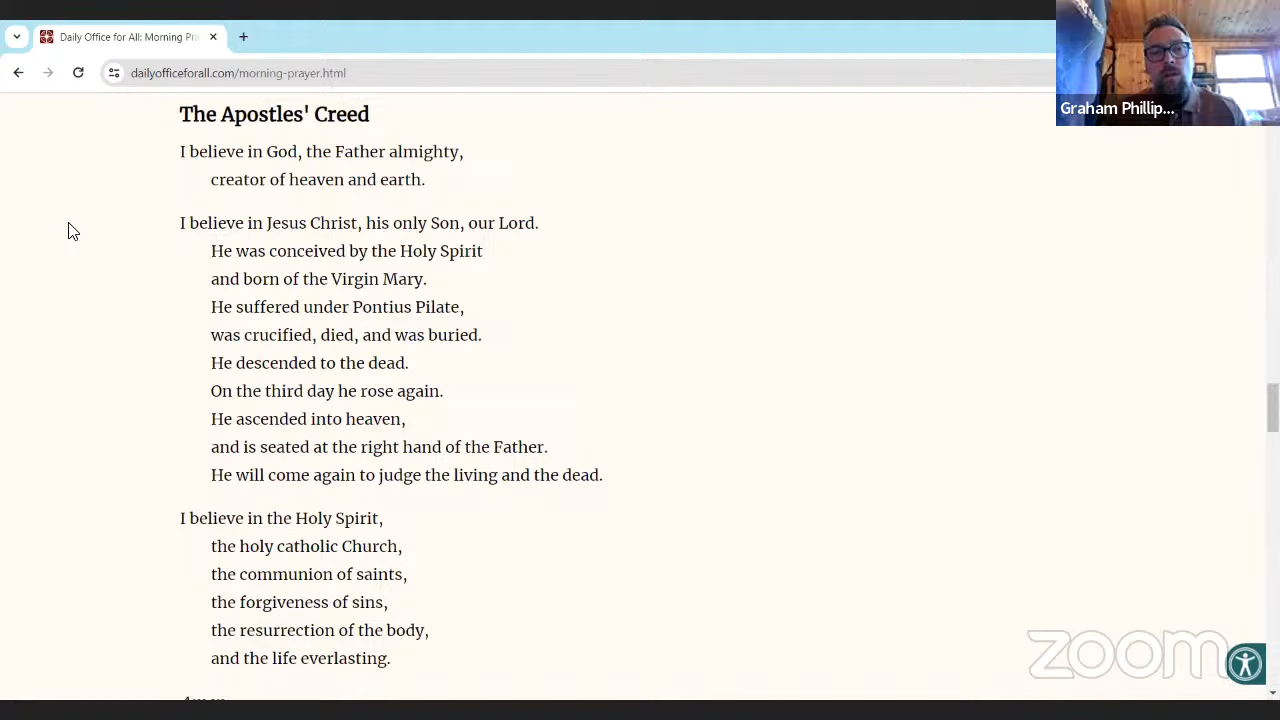 Daily Office for All: Morning Pra
dailyofficeforall.com/morning-prayer.html
Graham Phillip...
The Apostles' Creed
I believe in God, the Father almighty,
creator of heaven and earth.
I believe in Jesus Christ, his only Son, our Lord.
He was conceived by the Holy Spirit
and born of the Virgin Mary.
He suffered under Pontius Pilate,
was crucified, died, and was buried.
He descended to the dead.
On the third day he rose again.
He ascended into heaven,
and is seated at the right hand of the Father.
He will come again to judge the living and the dead.
I believe in the Holy Spirit,
the holy catholic Church,
the communion of saints,
the forgiveness of sins,
the resurrection of the body,
and the life everlasting.
zoom